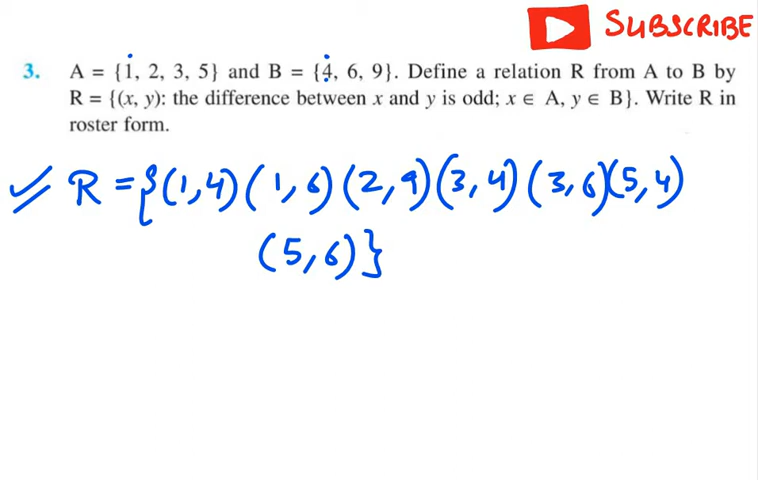 SUBSCRIBE
3. A = {1, 2, 3, 5} and B = {4, 6, 9}. Define a relation R from A to B by
R = {(x, y): the difference between x and y is odd; x ∈ A, y ∈ B}. Write R in
roster form.
R = {(1,4) (1,6) (2,9) (3,4) (3,6) (5,4)
(5,6)}